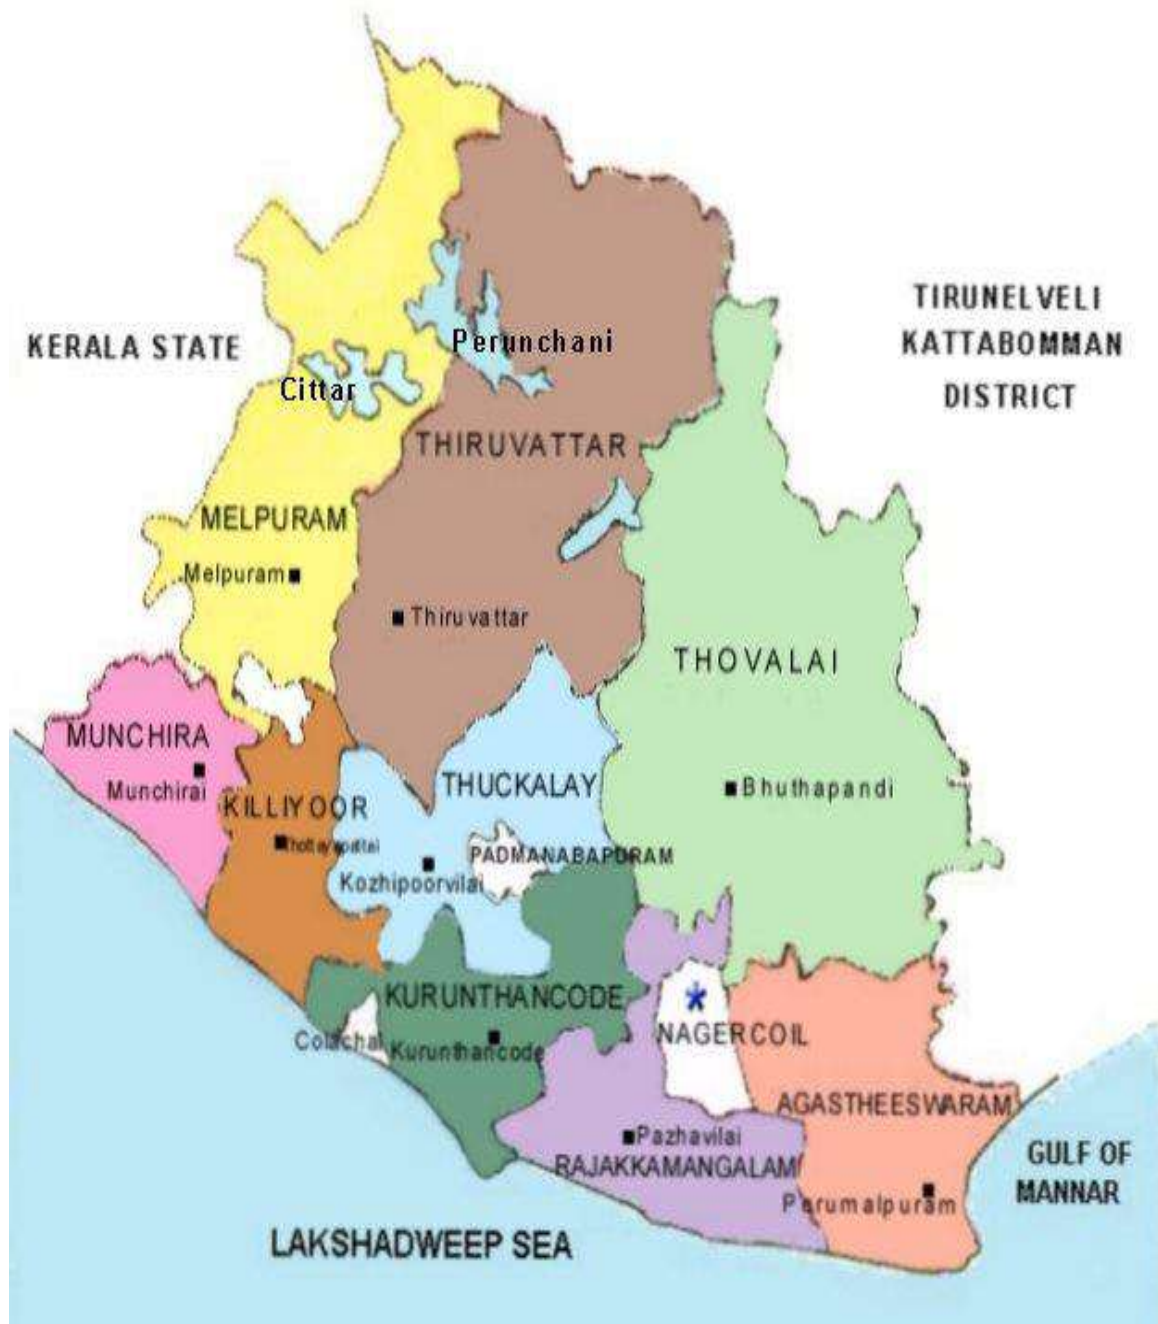 TIRUNELVELI
KATTABOMMAN
DISTRICT
KERALA STATE
Perunchani
Cittar
THIRUVATTAR
MELPURAM
Melpuram
Thiruvattar
THOVALAI
MUNCHIRA
Munchirai
THUCKALAY
Bhuthapandi
KILLIYOOR
PADMANABAPURAM
Kozhipoorvilai
KURUNTHANCODE
NAGERCOIL
Colachal
Kurunthancode
AGASTHEESWARAM
Pazhavilai
RAJAKKAMANGALAM
GULF OF
MANNAR
Perumalpuram
LAKSHADWEEP SEA